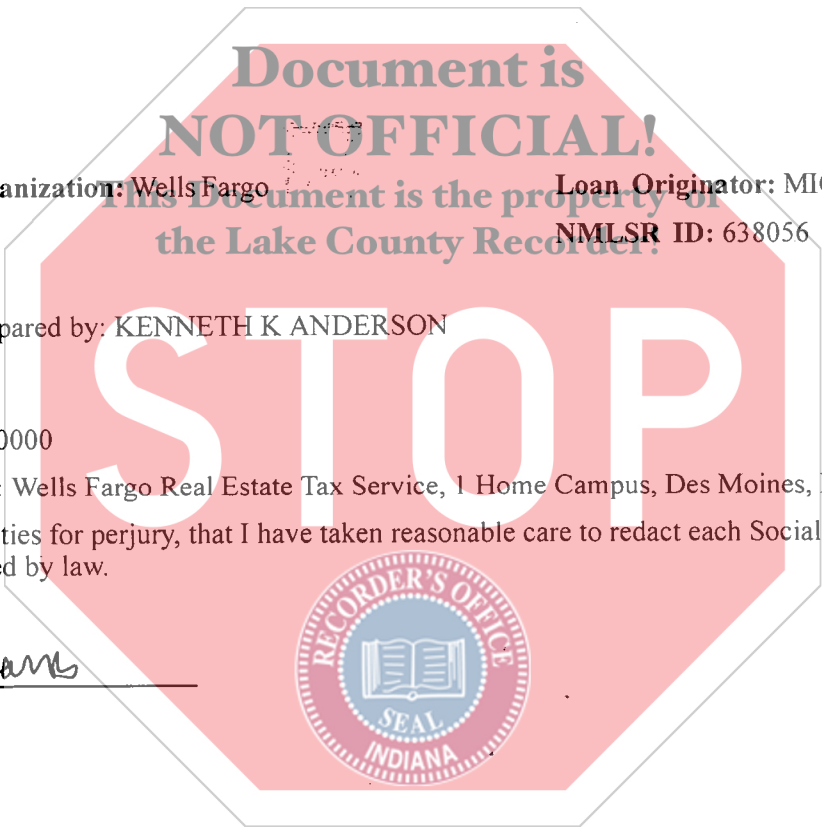 Document is
NOT OFFICIAL!
anization: Wells Fargo
Loan Originator: MI
This Document is the property of
the Lake County Recorder!
NMLSR ID: 638056
pared by: KENNETH K ANDERSON
STOP
0000
: Wells Fargo Real Estate Tax Service, 1 Home Campus, Des Moines,
ties for perjury, that I have taken reasonable care to redact each Social
ed by law.
RECORDER'S OFFICE
SEAL
INDIANA